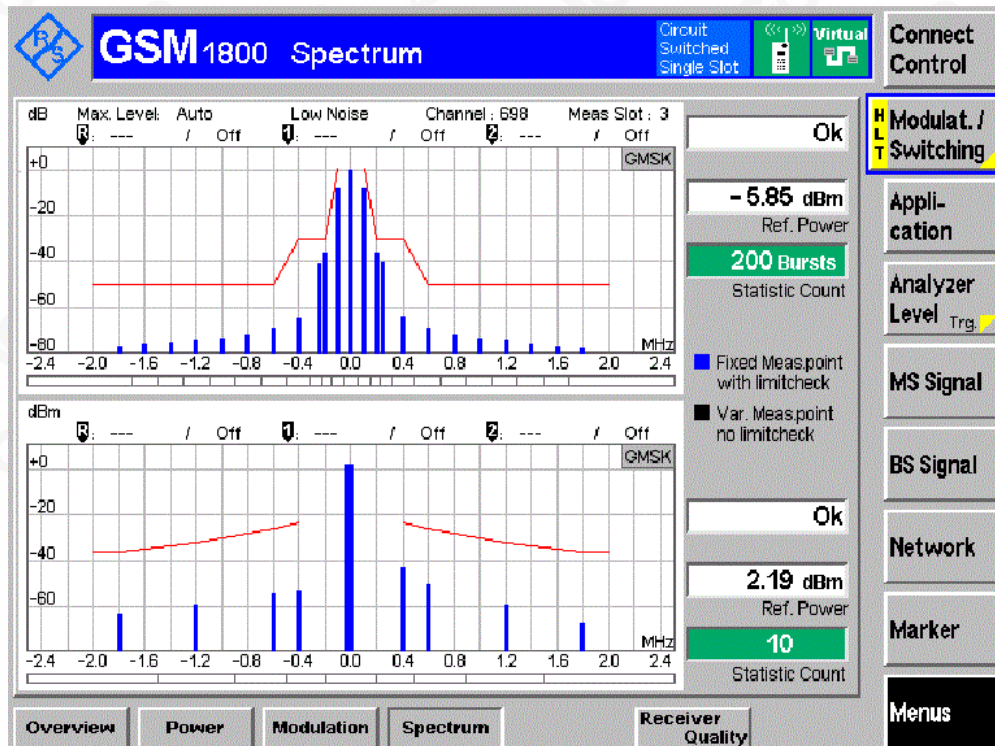 R&S
GSM 1800 Spectrum
Circuit Switched Single Slot
Virtual
Connect Control
dB Max. Level: Auto Low Noise Channel : 698 Meas Slot : 3
R: --- / Off 1: --- / Off 2: --- / Off
GMSK
+0
-20
-40
-60
-80
MHz
-2.4 -2.0 -1.6 -1.2 -0.8 -0.4 0.0 0.4 0.8 1.2 1.6 2.0 2.4
Ok
-5.85 dBm
Ref. Power
200 Bursts
Statistic Count
Fixed Meas.point
with limitcheck
Var. Meas.point
no limitcheck
dBm
R: --- / Off 1: --- / Off 2: --- / Off
GMSK
+0
-20
-40
-60
MHz
-2.4 -2.0 -1.6 -1.2 -0.8 -0.4 0.0 0.4 0.8 1.2 1.6 2.0 2.4
Ok
2.19 dBm
Ref. Power
10
Statistic Count
HLT
Modulat. /
Switching
Appli-
cation
Analyzer
Level Trg.
MS Signal
BS Signal
Network
Marker
Menus
Overview
Power
Modulation
Spectrum
Receiver
Quality